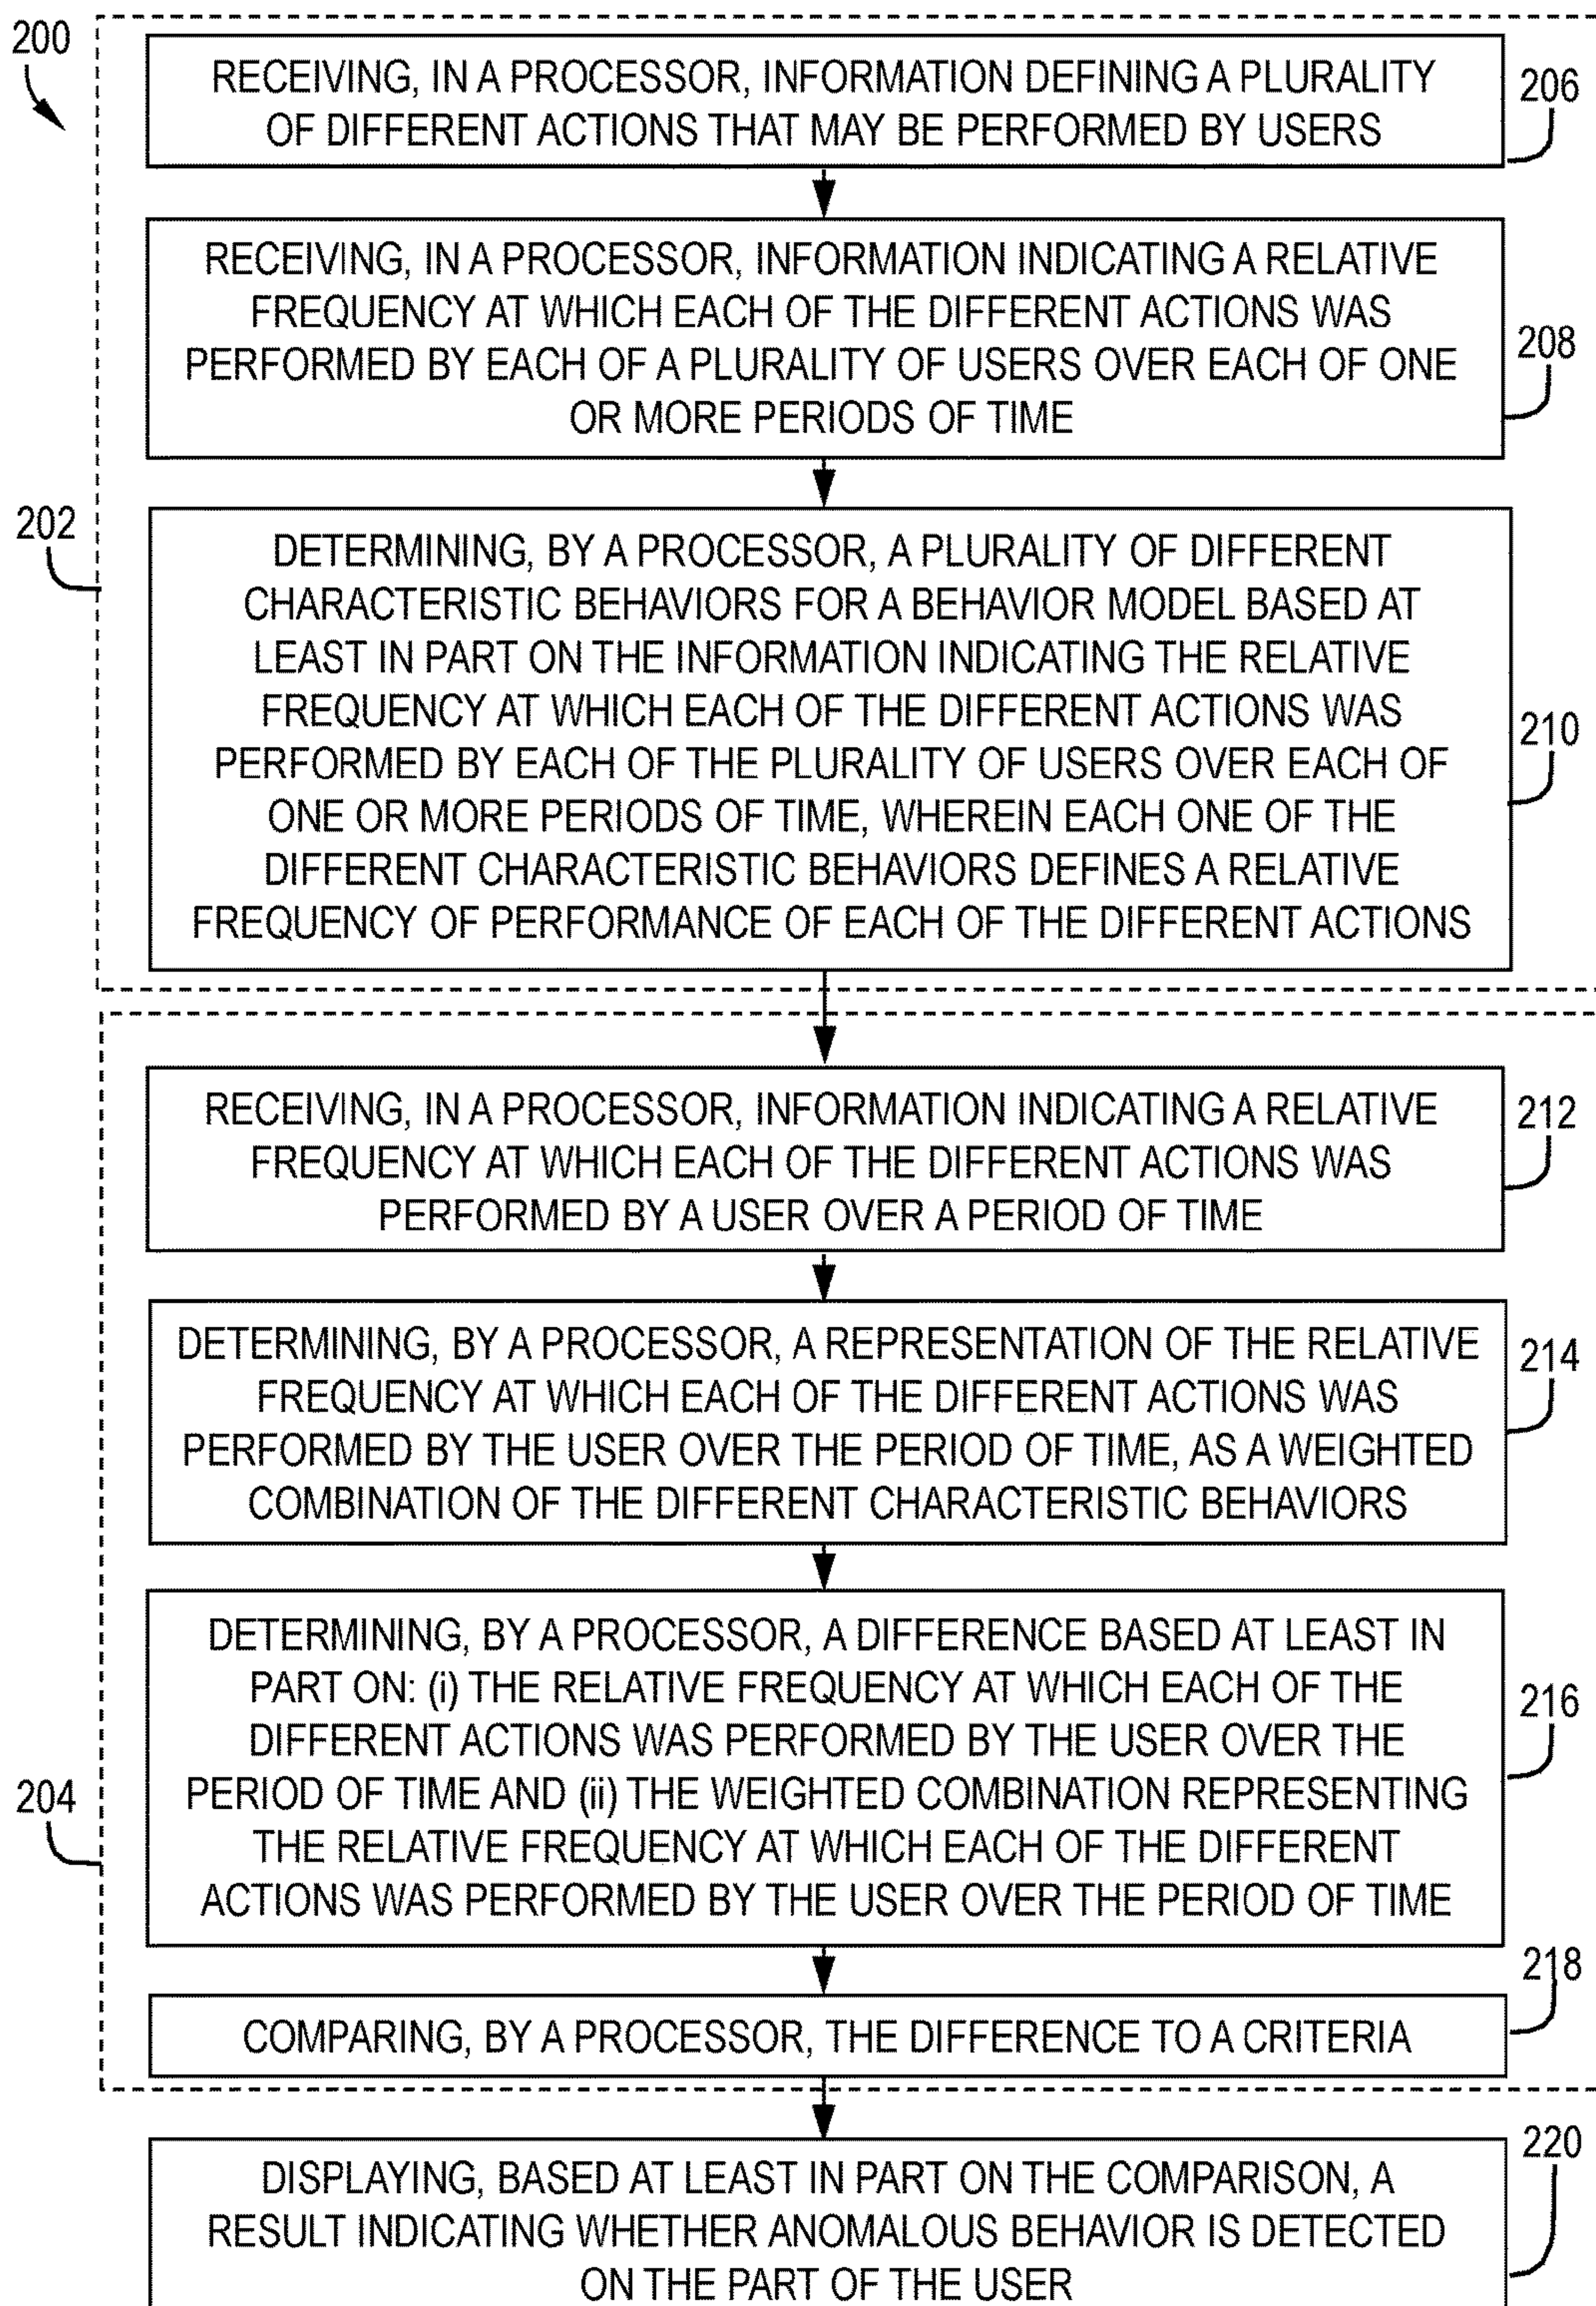 200
RECEIVING, IN A PROCESSOR, INFORMATION DEFINING A PLURALITY
OF DIFFERENT ACTIONS THAT MAY BE PERFORMED BY USERS
206
RECEIVING, IN A PROCESSOR, INFORMATION INDICATING A RELATIVE
FREQUENCY AT WHICH EACH OF THE DIFFERENT ACTIONS WAS
PERFORMED BY EACH OF A PLURALITY OF USERS OVER EACH OF ONE
OR MORE PERIODS OF TIME
208
202
DETERMINING, BY A PROCESSOR, A PLURALITY OF DIFFERENT
CHARACTERISTIC BEHAVIORS FOR A BEHAVIOR MODEL BASED AT
LEAST IN PART ON THE INFORMATION INDICATING THE RELATIVE
FREQUENCY AT WHICH EACH OF THE DIFFERENT ACTIONS WAS
PERFORMED BY EACH OF THE PLURALITY OF USERS OVER EACH OF
ONE OR MORE PERIODS OF TIME, WHEREIN EACH ONE OF THE
DIFFERENT CHARACTERISTIC BEHAVIORS DEFINES A RELATIVE
FREQUENCY OF PERFORMANCE OF EACH OF THE DIFFERENT ACTIONS
210
RECEIVING, IN A PROCESSOR, INFORMATION INDICATING A RELATIVE
FREQUENCY AT WHICH EACH OF THE DIFFERENT ACTIONS WAS
PERFORMED BY A USER OVER A PERIOD OF TIME
212
DETERMINING, BY A PROCESSOR, A REPRESENTATION OF THE RELATIVE
FREQUENCY AT WHICH EACH OF THE DIFFERENT ACTIONS WAS
PERFORMED BY THE USER OVER THE PERIOD OF TIME, AS A WEIGHTED
COMBINATION OF THE DIFFERENT CHARACTERISTIC BEHAVIORS
214
DETERMINING, BY A PROCESSOR, A DIFFERENCE BASED AT LEAST IN
PART ON: (i) THE RELATIVE FREQUENCY AT WHICH EACH OF THE
DIFFERENT ACTIONS WAS PERFORMED BY THE USER OVER THE
PERIOD OF TIME AND (ii) THE WEIGHTED COMBINATION REPRESENTING
THE RELATIVE FREQUENCY AT WHICH EACH OF THE DIFFERENT
ACTIONS WAS PERFORMED BY THE USER OVER THE PERIOD OF TIME
216
204
COMPARING, BY A PROCESSOR, THE DIFFERENCE TO A CRITERIA
218
DISPLAYING, BASED AT LEAST IN PART ON THE COMPARISON, A
RESULT INDICATING WHETHER ANOMALOUS BEHAVIOR IS DETECTED
ON THE PART OF THE USER
220